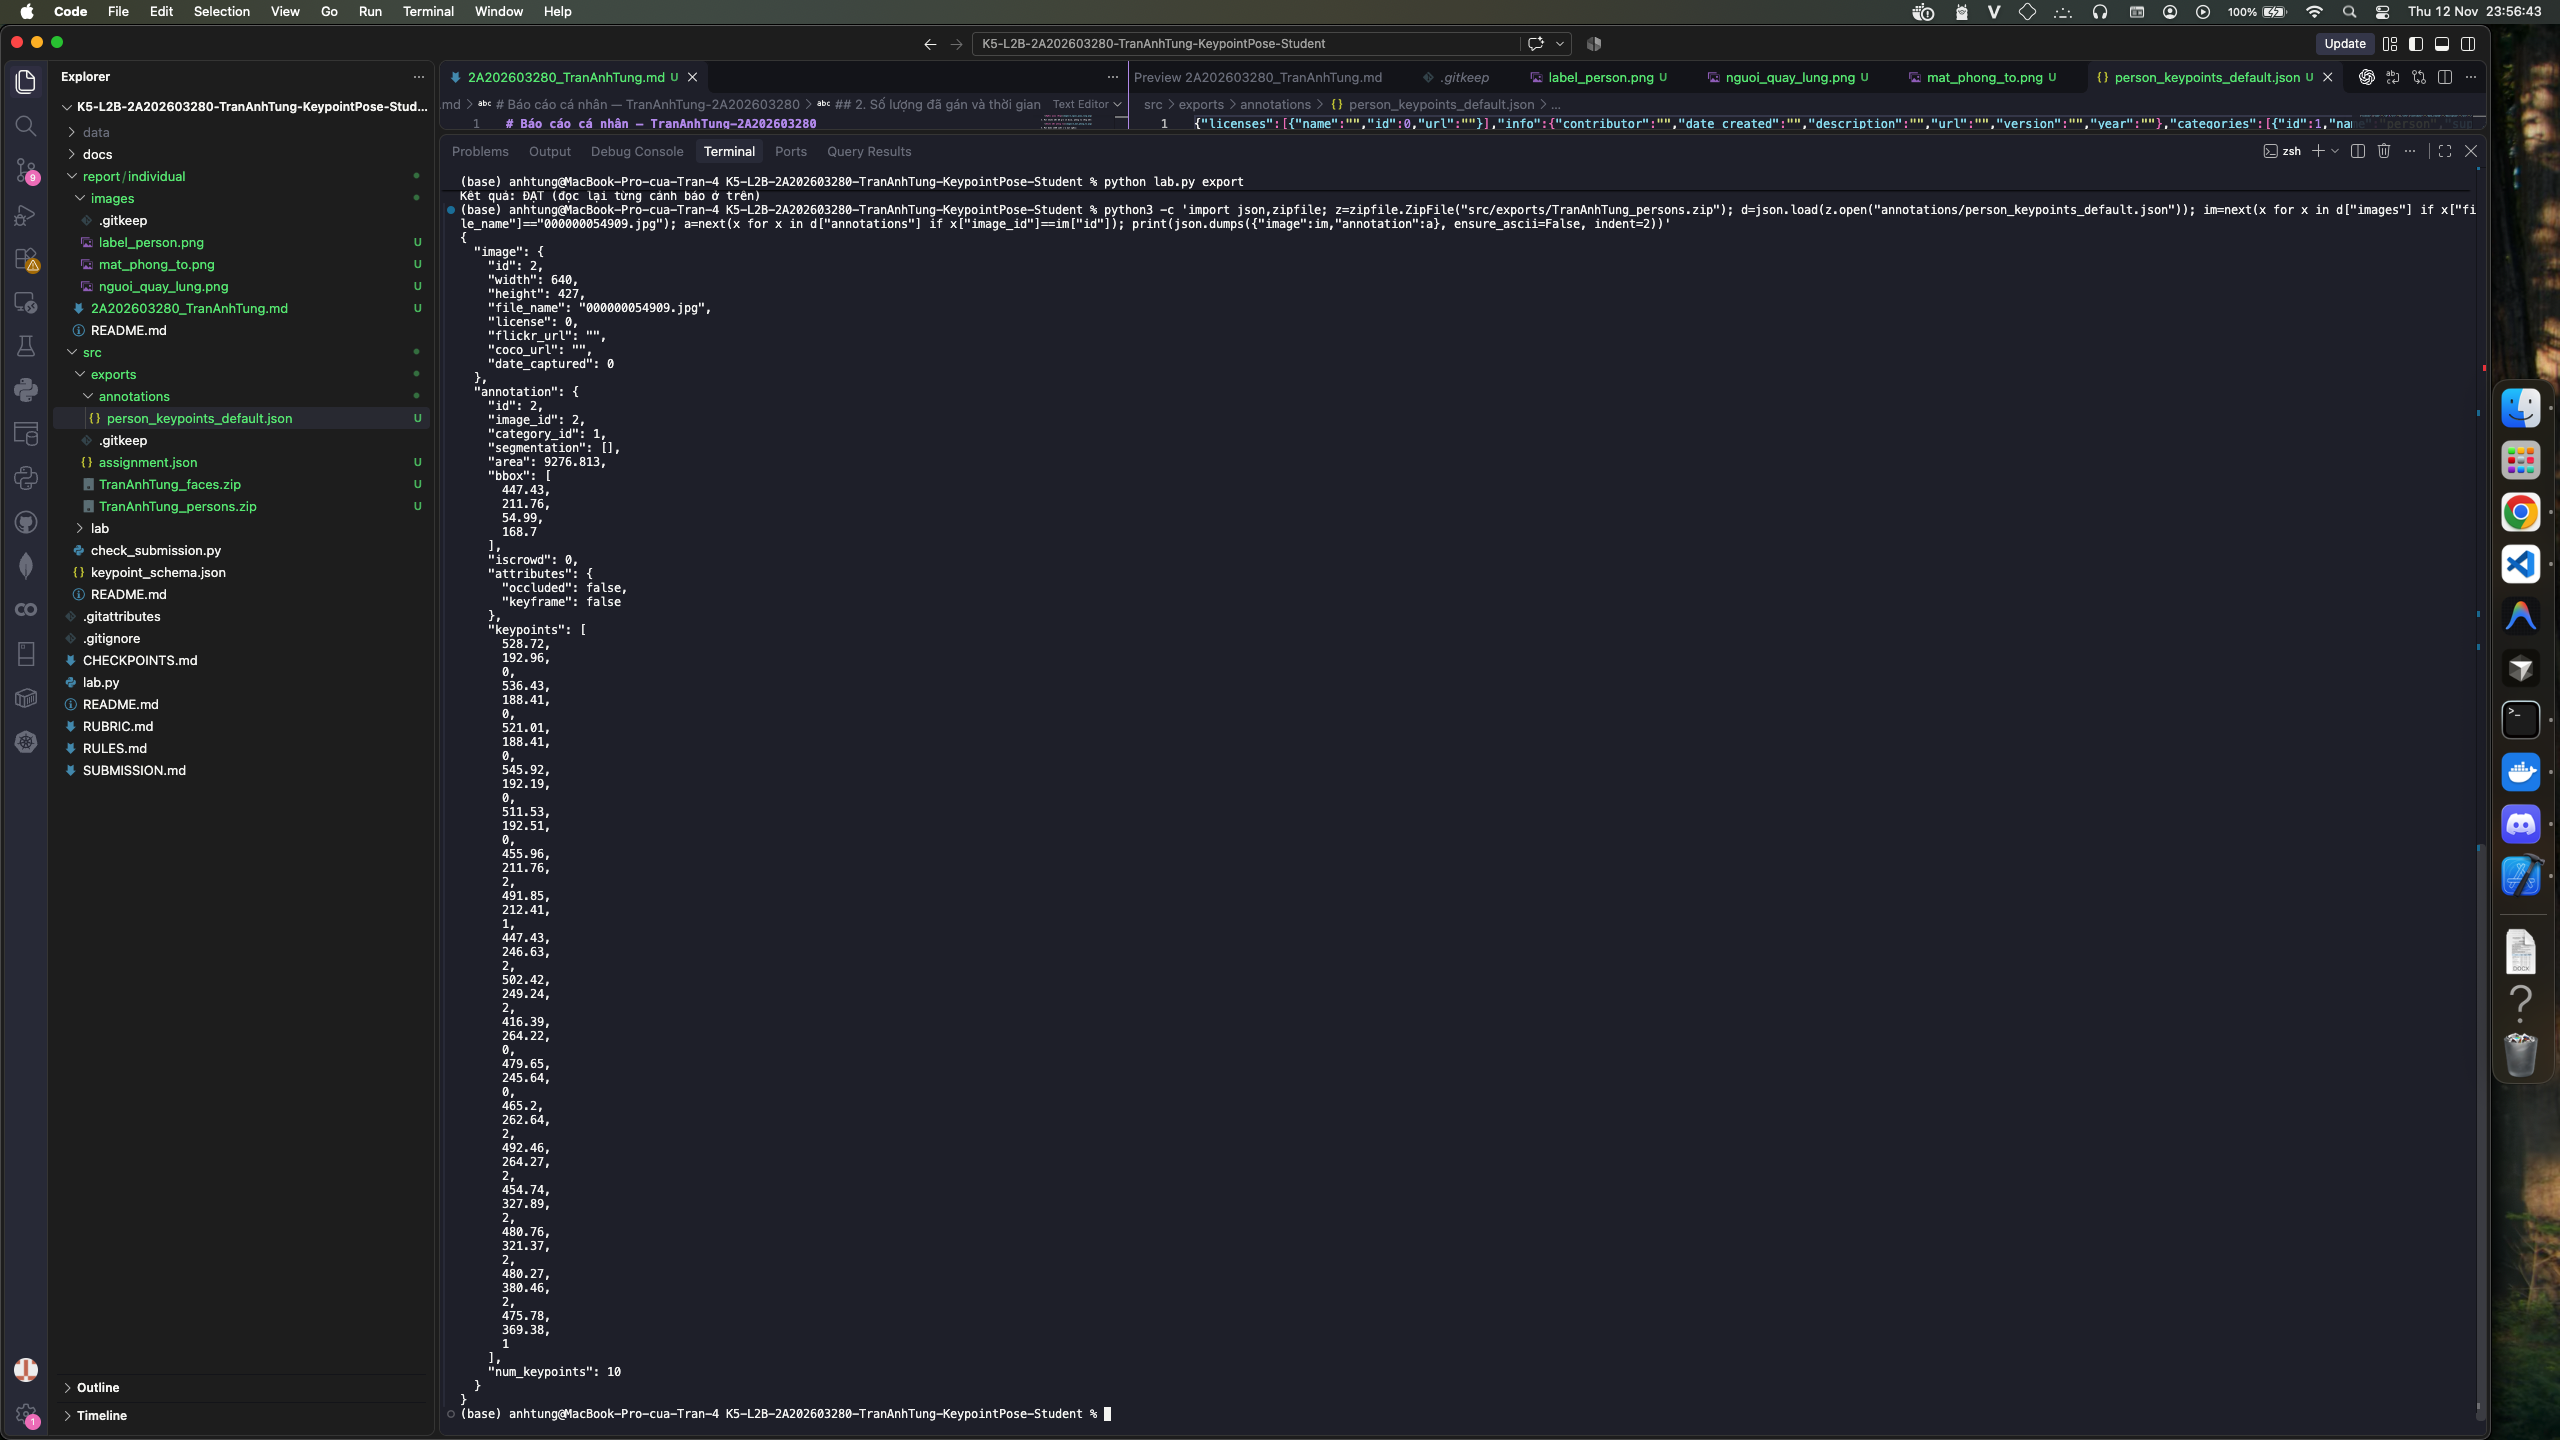 Code File Edit Selection View Go Run Terminal Window Help
100% Thu 12 Nov 23:56:43
K5-L2B-2A202603280-TranAnhTung-KeypointPose-Student
Update
Explorer
K5-L2B-2A202603280-TranAnhTung-KeypointPose-Stud...
data
docs
report/individual
images
.gitkeep
label_person.png U
mat_phong_to.png U
nguoi_quay_lung.png U
2A202603280_TranAnhTung.md U
README.md
src
exports
annotations
person_keypoints_default.json U
.gitkeep
assignment.json U
TranAnhTung_faces.zip U
TranAnhTung_persons.zip U
lab
check_submission.py
keypoint_schema.json
README.md
.gitattributes
.gitignore
CHECKPOINTS.md
lab.py
README.md
RUBRIC.md
RULES.md
SUBMISSION.md
Outline
Timeline
9
1
2A202603280_TranAnhTung.md U
.md > # Báo cáo cá nhân — TranAnhTung-2A202603280 > ## 2. Số lượng đã gán và thời gian Text Editor
1 # Báo cáo cá nhân — TranAnhTung-2A202603280
Preview 2A202603280_TranAnhTung.md .gitkeep label_person.png U nguoi_quay_lung.png U mat_phong_to.png U person_keypoints_default.json U
src > exports > annotations > {} person_keypoints_default.json > ...
1 {"licenses":[{"name":"","id":0,"url":""}],"info":{"contributor":"","date_created":"","description":"","url":"","version":"","year":""},"categories":[{"id":1,"name":"person","sup
Problems Output Debug Console Terminal Ports Query Results
zsh
(base) anhtung@MacBook-Pro-cua-Tran-4 K5-L2B-2A202603280-TranAnhTung-KeypointPose-Student % python lab.py export
Kết quả: ĐẠT (đọc lại từng cảnh báo ở trên)
(base) anhtung@MacBook-Pro-cua-Tran-4 K5-L2B-2A202603280-TranAnhTung-KeypointPose-Student % python3 -c 'import json,zipfile; z=zipfile.ZipFile("src/exports/TranAnhTung_persons.zip"); d=json.load(z.open("annotations/person_keypoints_default.json")); im=next(x for x in d["images"] if x["fi
le_name"]=="000000054909.jpg"); a=next(x for x in d["annotations"] if x["image_id"]==im["id"]); print(json.dumps({"image":im,"annotation":a}, ensure_ascii=False, indent=2))'
{
"image": {
"id": 2,
"width": 640,
"height": 427,
"file_name": "000000054909.jpg",
"license": 0,
"flickr_url": "",
"coco_url": "",
"date_captured": 0
},
"annotation": {
"id": 2,
"image_id": 2,
"category_id": 1,
"segmentation": [],
"area": 9276.813,
"bbox": [
447.43,
211.76,
54.99,
168.7
],
"iscrowd": 0,
"attributes": {
"occluded": false,
"keyframe": false
},
"keypoints": [
528.72,
192.96,
0,
536.43,
188.41,
0,
521.01,
188.41,
0,
545.92,
192.19,
0,
511.53,
192.51,
0,
455.96,
211.76,
2,
491.85,
212.41,
1,
447.43,
246.63,
2,
502.42,
249.24,
2,
416.39,
264.22,
0,
479.65,
245.64,
0,
465.2,
262.64,
2,
492.46,
264.27,
2,
454.74,
327.89,
2,
480.76,
321.37,
2,
480.27,
380.46,
2,
475.78,
369.38,
1
],
"num_keypoints": 10
}
}
(base) anhtung@MacBook-Pro-cua-Tran-4 K5-L2B-2A202603280-TranAnhTung-KeypointPose-Student %
DOCX